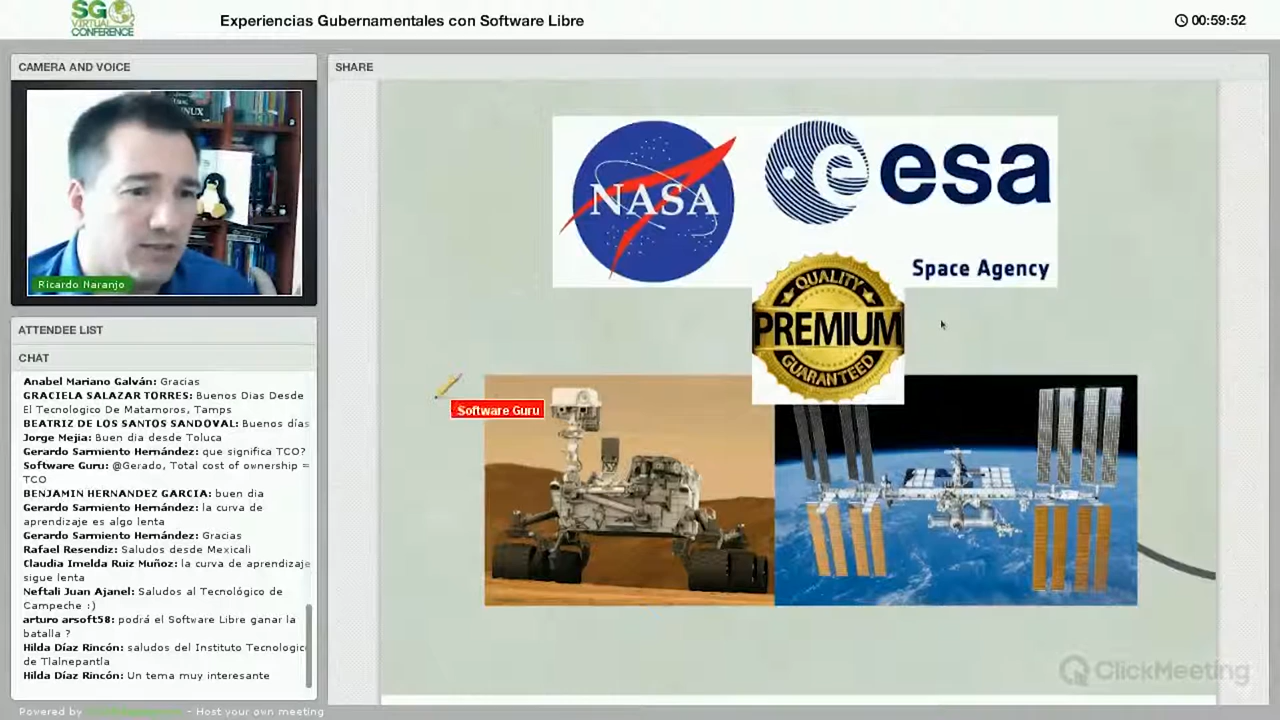 SG
VIRTUAL
CONFERENCE
Experiencias Gubernamentales con Software Libre
00:59:52
CAMERA AND VOICE
SHARE
Ricardo Naranjo
ATTENDEE LIST
CHAT
Anabel Mariano Galván: Gracias
GRACIELA SALAZAR TORRES: Buenos Dias Desde
El Tecnologico De Matamoros, Tamps
BEATRIZ DE LOS SANTOS SANDOVAL: Buenos días
Jorge Mejia: Buen dia desde Toluca
Gerardo Sarmiento Hernández: que significa TCO?
Software Guru: @Gerado, Total cost of ownership =
TCO
BENJAMIN HERNANDEZ GARCIA: buen dia
Gerardo Sarmiento Hernández: la curva de
aprendizaje es algo lenta
Gerardo Sarmiento Hernández: Gracias
Rafael Resendiz: Saludos desde Mexicali
Claudia Imelda Ruiz Muñoz: la curva de aprendizaje
sigue lenta
Neftali Juan Ajanel: Saludos al Tecnológico de
Campeche :)
arturo arsoft58: podrá el Software Libre ganar la
batalla ?
Hilda Díaz Rincón: saludos del Instituto Tecnologico
de Tlalnepantla
Hilda Díaz Rincón: Un tema muy interesante
Powered by
- Host your own meeting
NASA
esa
Space Agency
QUALITY
PREMIUM
GUARANTEED
Software Guru
ClickMeeting